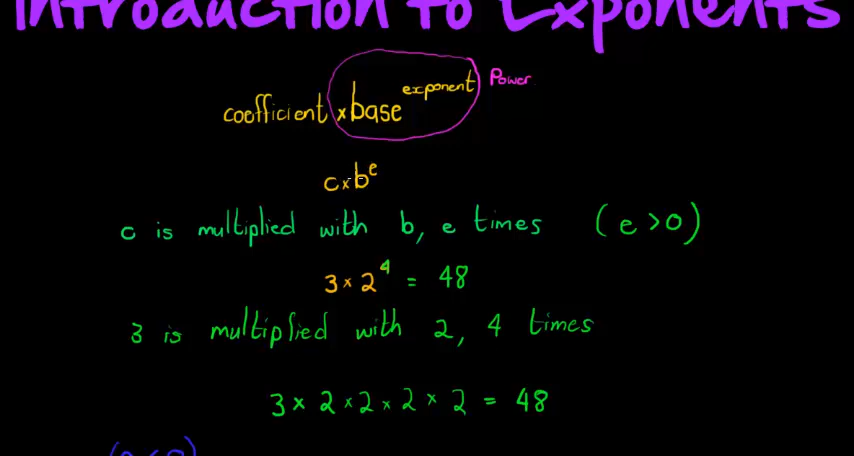 Introduction to Exponents
coefficient × base^exponent Power
c × b^e
c is multiplied with b, e times (e > 0)
3 × 2^4 = 48
3 is multiplied with 2, 4 times
3 × 2 × 2 × 2 × 2 = 48